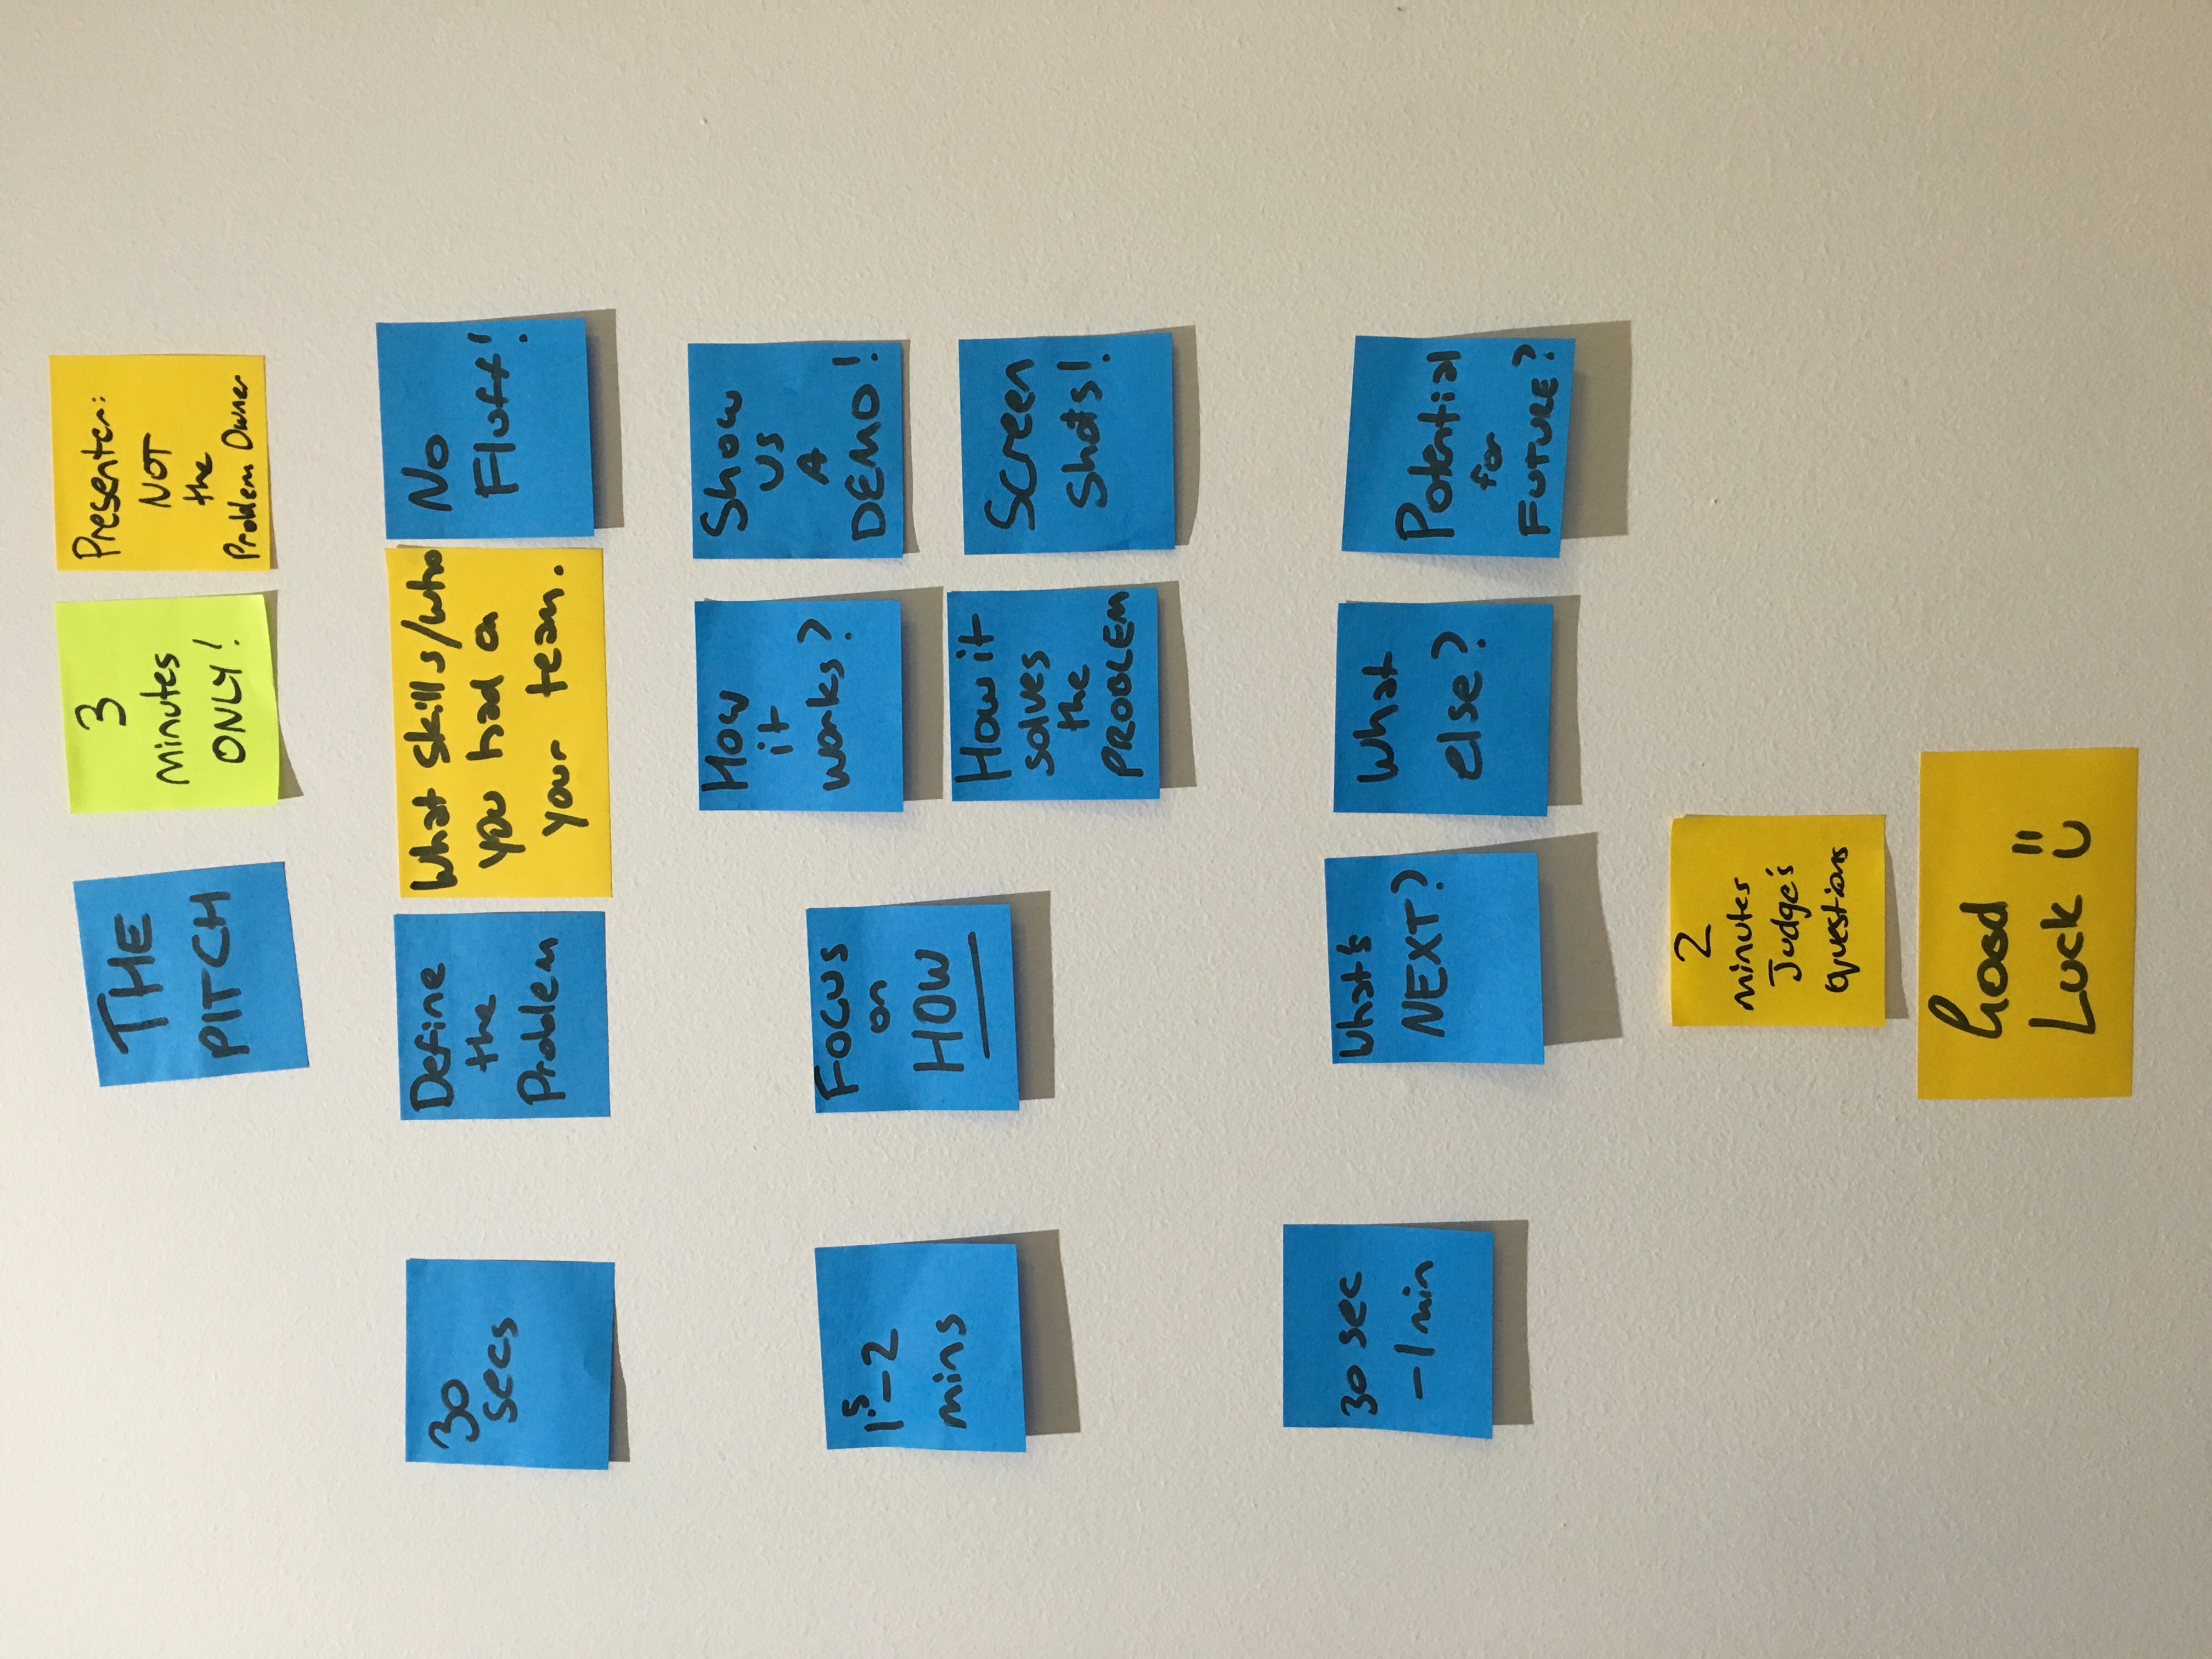 THE
PITCH
3
minutes
ONLY!
Presenter:
NOT
the
Problem Owner
30
secs
Define
the
Problem
What skills/who
you had on
your team.
No
Fluff!
1.5-2
mins
Focus
on
HOW
How
it
works?
Show
us
A
DEMO!
How it
solves
the
PROBLEM
Screen
Shots!
30 sec
-1 min
What's
NEXT?
What
else?
Potential
for
FUTURE?
2
minutes
Judge's
questions
Good
Luck